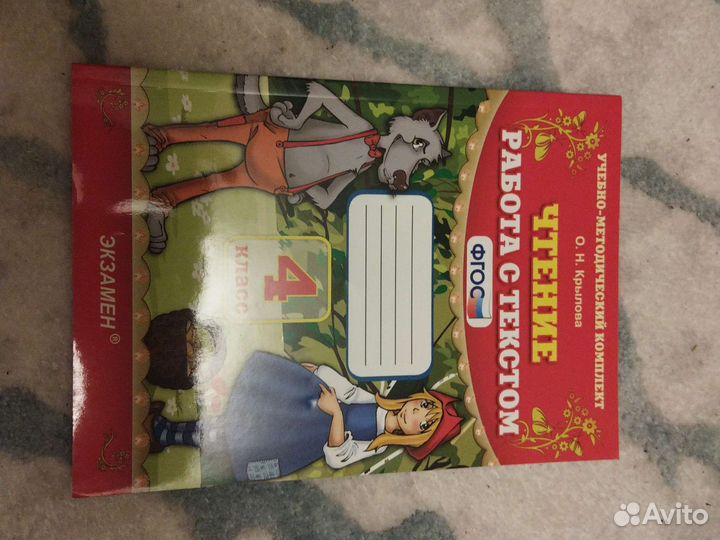 УЧЕБНО-МЕТОДИЧЕСКИЙ КОМПЛЕКТ
О. Н. Крылова
ЧТЕНИЕ
РАБОТА С ТЕКСТОМ
ФГОС
4
класс
ЭКЗАМЕН®
Avito